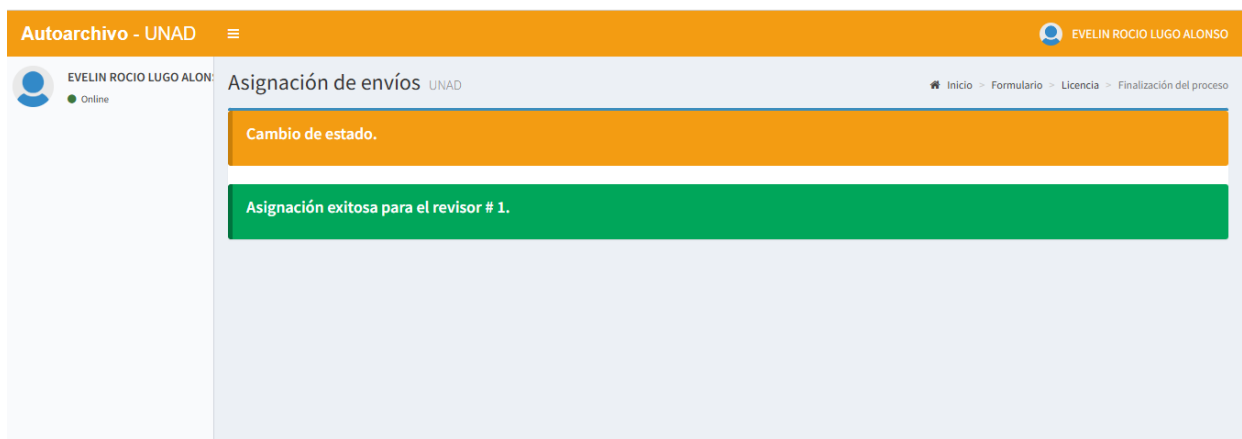 Autoarchivo - UNAD
EVELIN ROCIO LUGO ALONSO
EVELIN ROCIO LUGO ALON
Online
Asignación de envíos UNAD
Inicio > Formulario > Licencia > Finalización del proceso
Cambio de estado.
Asignación exitosa para el revisor # 1.